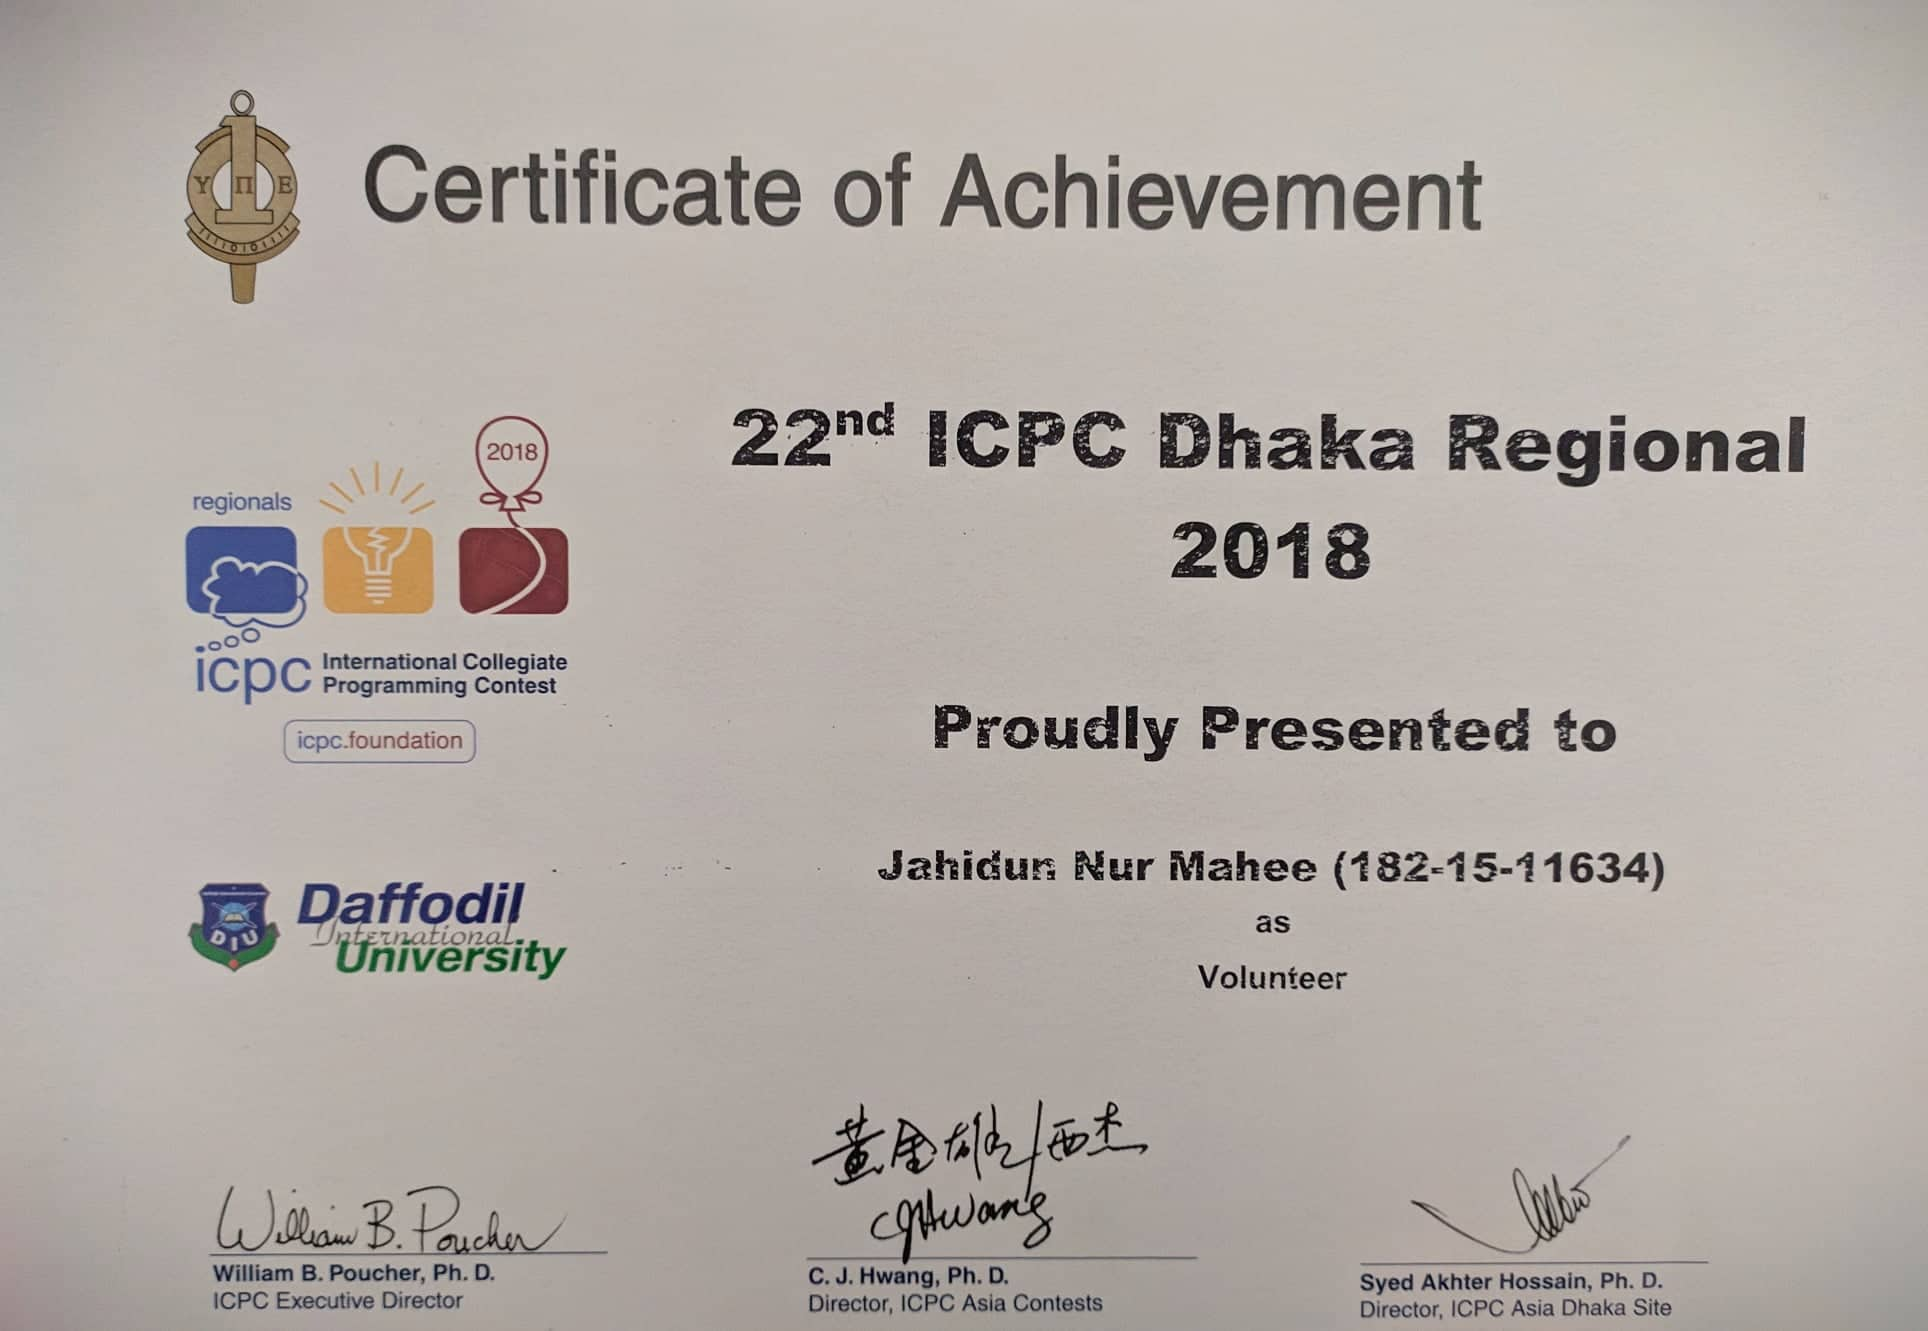 Certificate of Achievement
Υ Π Ε
22nd ICPC Dhaka Regional
2018
2018
regionals
icpc International Collegiate
Programming Contest
icpc.foundation
Proudly Presented to
Jahidun Nur Mahee (182-15-11634)
as
Volunteer
DIU
Daffodil
International
University
William B. Poucher
William B. Poucher, Ph. D.
ICPC Executive Director
黄金雄/西杰
CJHwang
C. J. Hwang, Ph. D.
Director, ICPC Asia Contests
Syed Akhter Hossain, Ph. D.
Director, ICPC Asia Dhaka Site